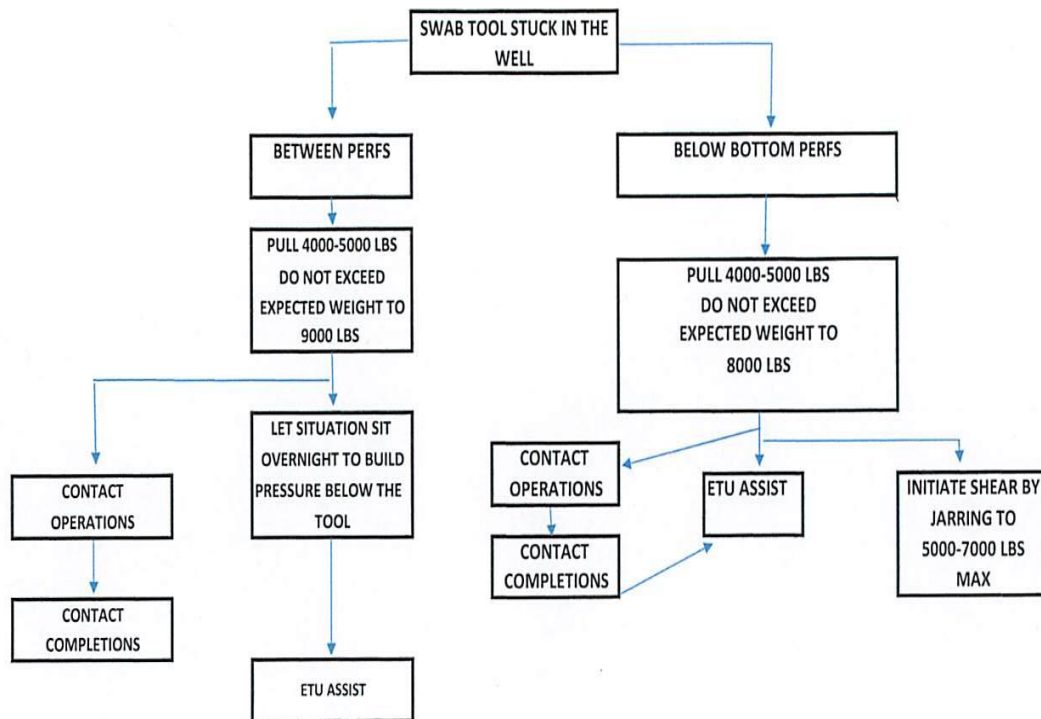 SWAB TOOL STUCK IN THE
WELL
BETWEEN PERFS
PULL 4000-5000 LBS
DO NOT EXCEED
EXPECTED WEIGHT TO
9000 LBS
CONTACT
OPERATIONS
CONTACT
COMPLETIONS
LET SITUATION SIT
OVERNIGHT TO BUILD
PRESSURE BELOW THE
TOOL
ETU ASSIST
BELOW BOTTOM PERFS
PULL 4000-5000 LBS
DO NOT EXCEED
EXPECTED WEIGHT TO
8000 LBS
CONTACT
OPERATIONS
CONTACT
COMPLETIONS
ETU ASSIST
INITIATE SHEAR BY
JARRING TO
5000-7000 LBS
MAX